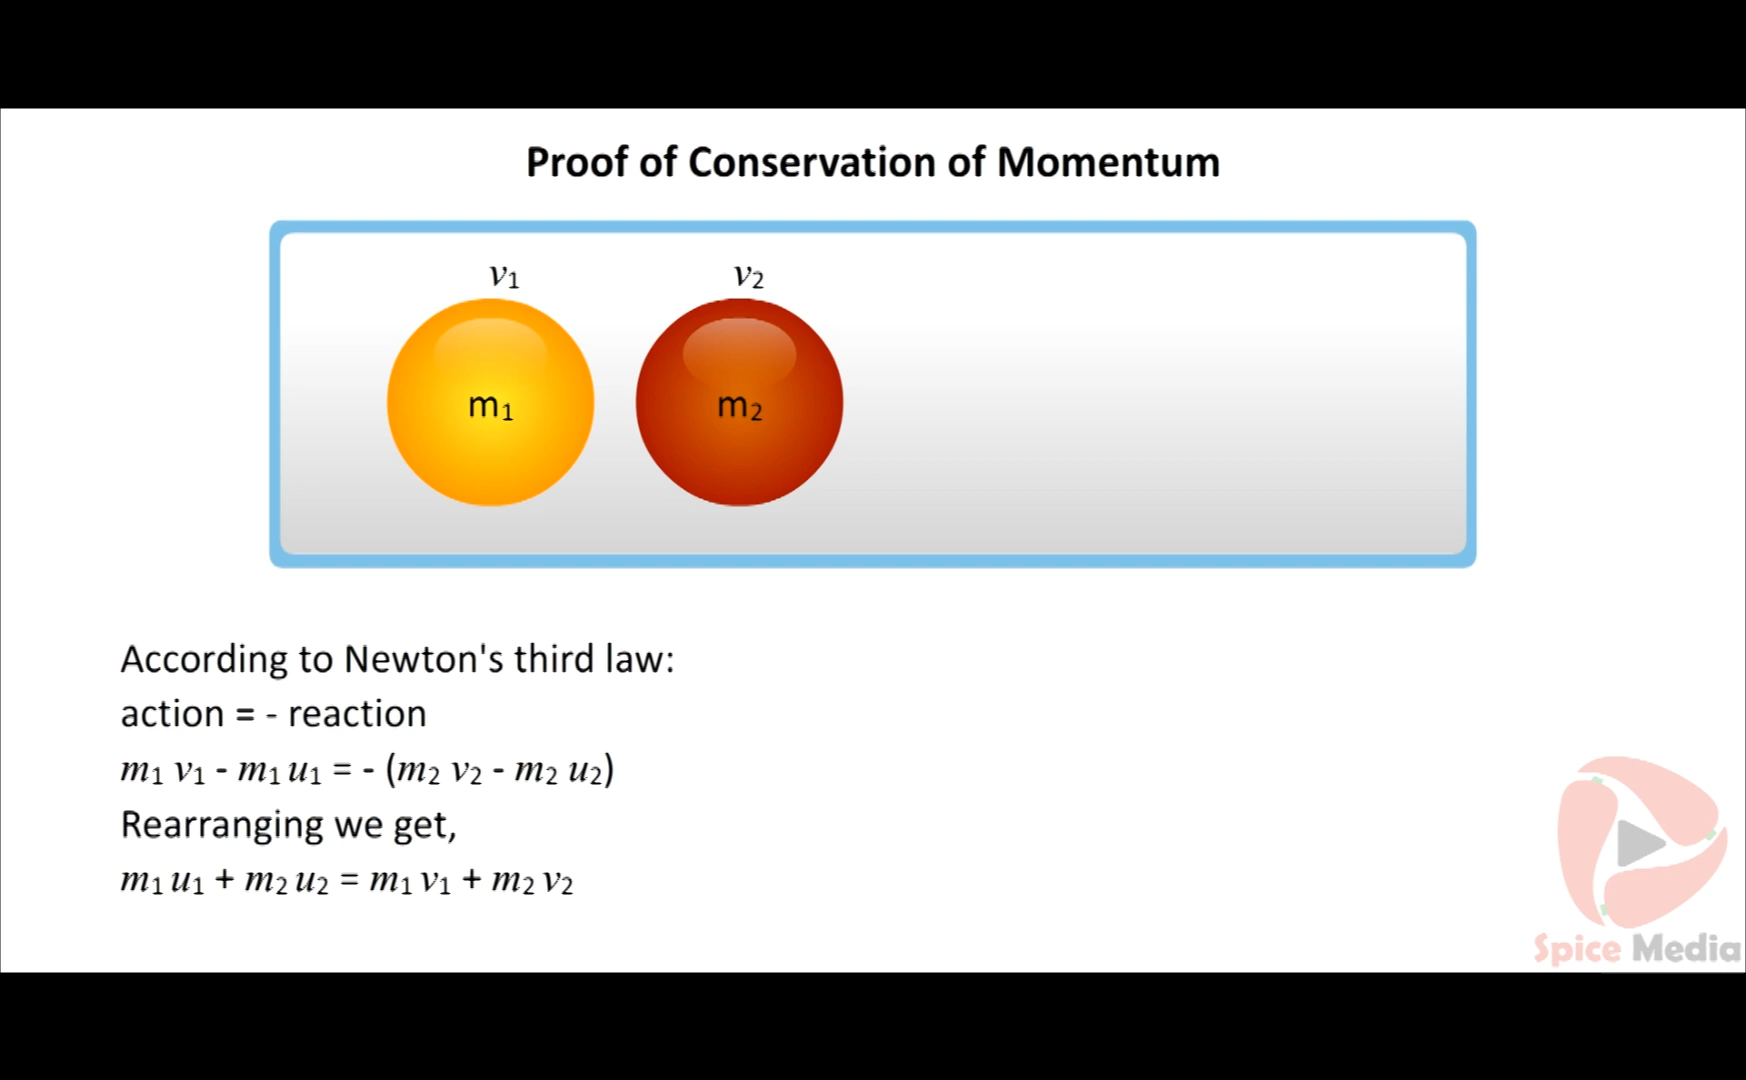 Proof of Conservation of Momentum
v₁ v₂
m₁ m₂
According to Newton's third law:
action = - reaction
m₁ v₁ - m₁ u₁ = - (m₂ v₂ - m₂ u₂)
Rearranging we get,
m₁ u₁ + m₂ u₂ = m₁ v₁ + m₂ v₂
Spice Media